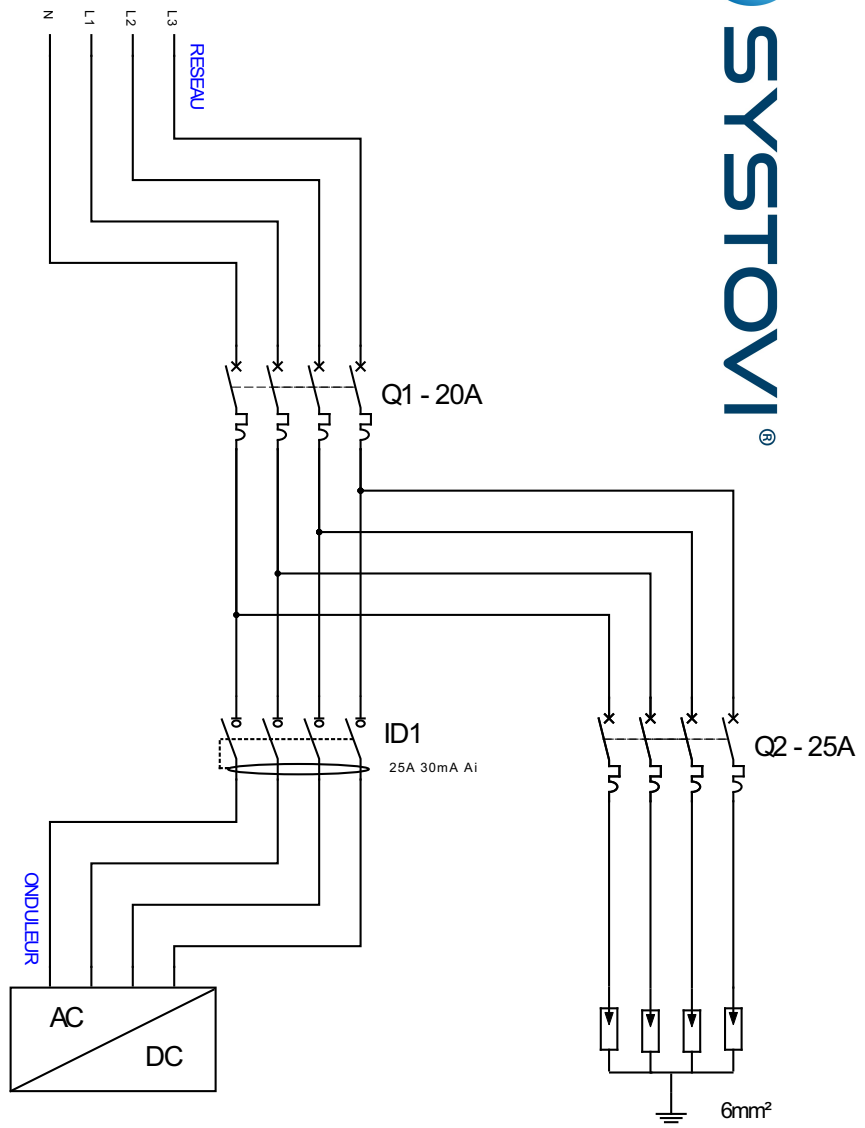 N
L1
L2
L3
RESEAU
SYSTOVI®
Q1 - 20A
ID1
25A 30mA Ai
Q2 - 25A
ONDULEUR
AC
DC
6mm²